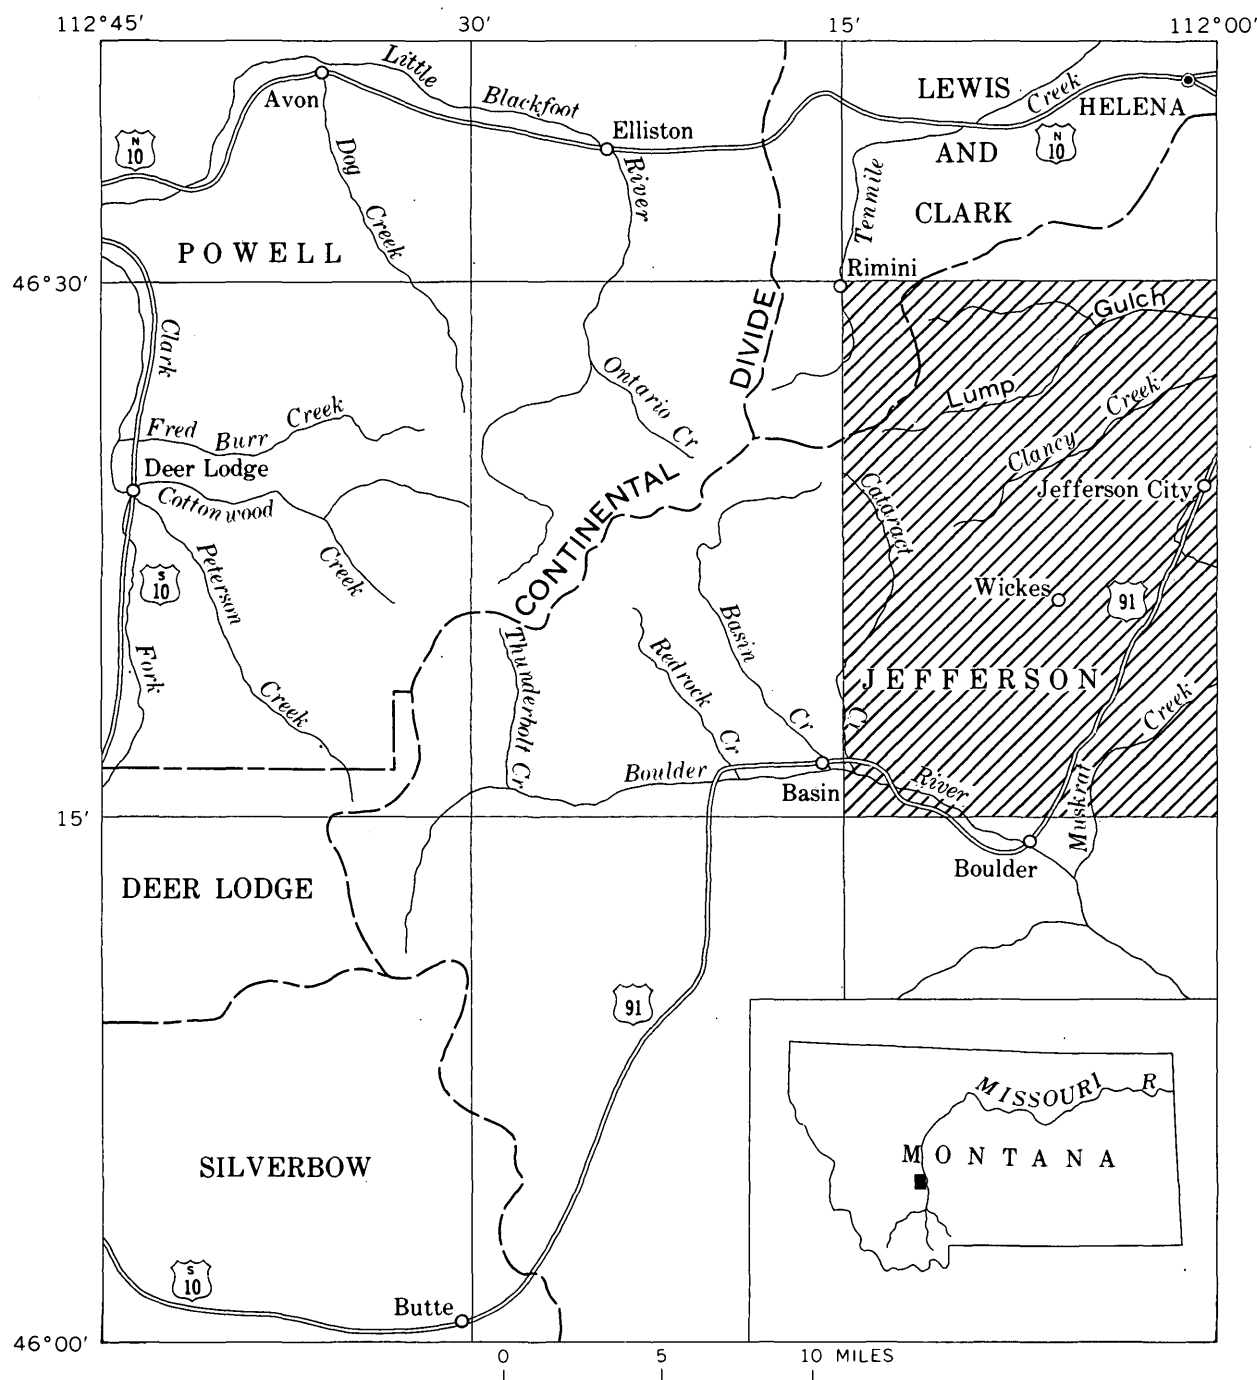 112°45'
30'
15'
112°00'
Little
Blackfoot
River
Avon
Elliston
LEWIS
AND
CLARK
Creek
HELENA
N
10
N
10
Dog
Creek
Tenmile
POWELL
46°30'
Rimini
Gulch
Lump
DIVIDE
Clark
Ontario Cr
Creek
Clancy
Fred Burr Creek
Deer Lodge
Cottonwood
Creek
CONTINENTAL
Cataract
Jefferson City
Peterson
Creek
S
10
Wickes
91
Fork
Thunderbolt Cr
Redrock
Cr
Basin
Cr
Cr
JEFFERSON
Creek
Muskrat
Boulder
River
Basin
15'
Boulder
DEER LODGE
91
SILVERBOW
MISSOURI R
MONTANA
S
10
Butte
46°00'
0 5 10 MILES